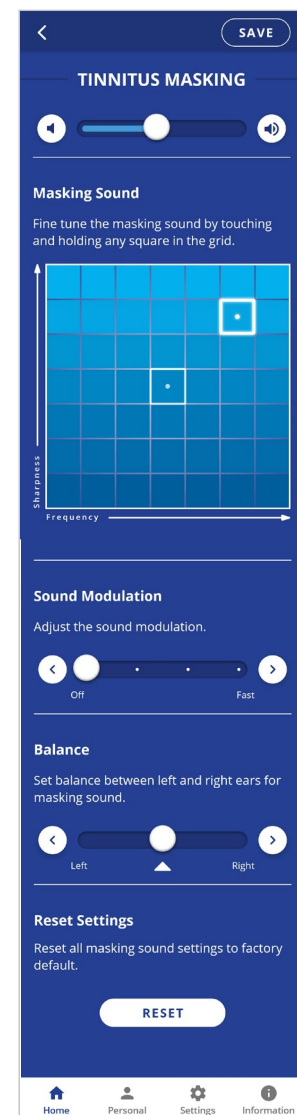 SAVE
TINNITUS MASKING
Masking Sound
Fine tune the masking sound by touching
and holding any square in the grid.
Sharpness
Frequency
Sound Modulation
Adjust the sound modulation.
Off
Fast
Balance
Set balance between left and right ears for
masking sound.
Left
Right
Reset Settings
Reset all masking sound settings to factory
default.
RESET
Home
Personal
Settings
Information